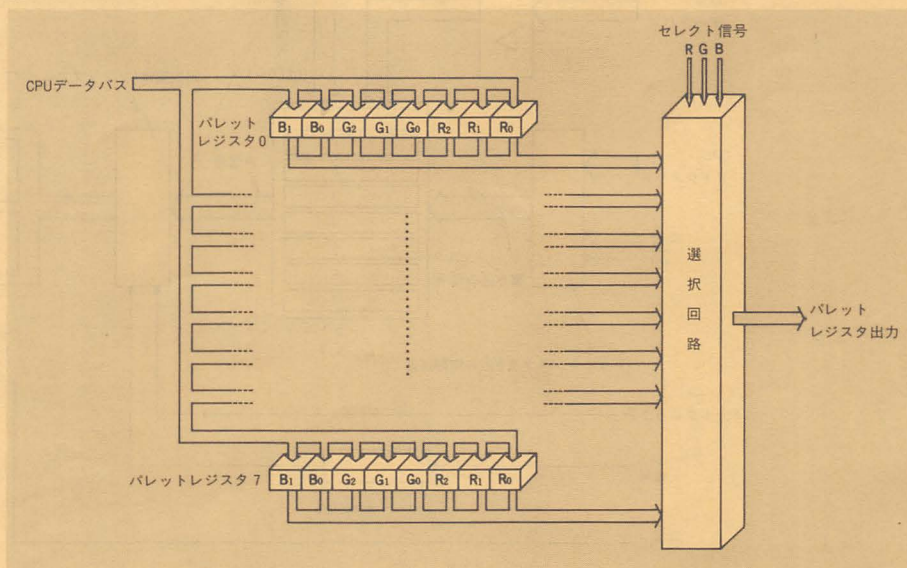 セレクト信号
R G B
CPUデータバス
パレット
レジスタ0
B1 B0 G2 G1 G0 R2 R1 R0
選択回路
パレット
レジスタ出力
パレットレジスタ7
B1 B0 G2 G1 G0 R2 R1 R0